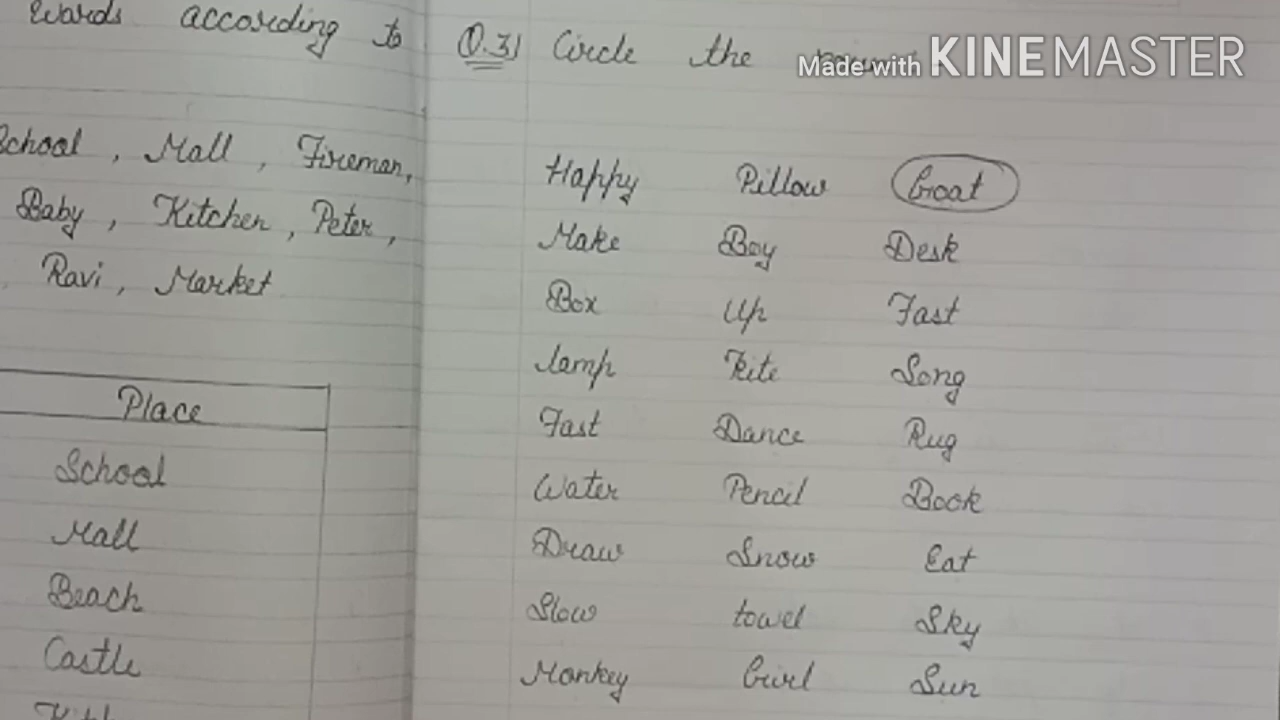 Words according to
School , Mall , Fireman,
Baby , Kitchen , Peter ,
Ravi , Market
Place
School
Mall
Beach
Castle
Q.3) Circle the
Made with KINEMASTER
Happy Pillow Goat
Make Boy Desk
Box Up Fast
Lamp Kite Song
Fast Dance Rug
Water Pencil Book
Draw Snow Eat
Slow towel Sky
Monkey Girl Sun